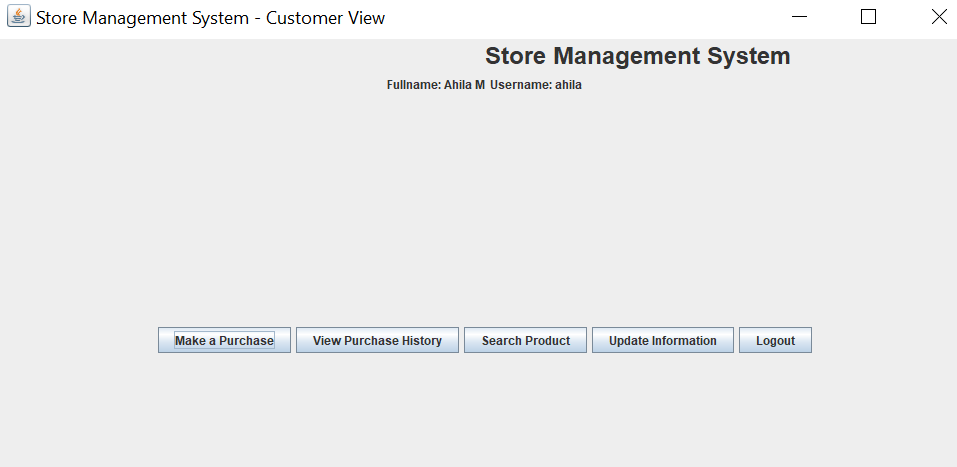 Store Management System - Customer View
Store Management System
Fullname: Ahila M Username: ahila
Make a Purchase View Purchase History Search Product Update Information Logout